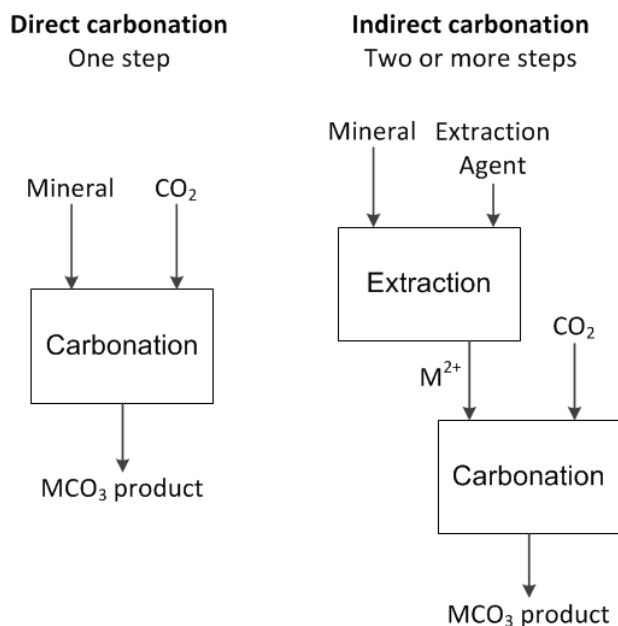 Direct carbonation
One step
Mineral CO₂
Carbonation
MCO₃ product
Indirect carbonation
Two or more steps
Mineral Extraction
Agent
Extraction
M²⁺
CO₂
Carbonation
MCO₃ product